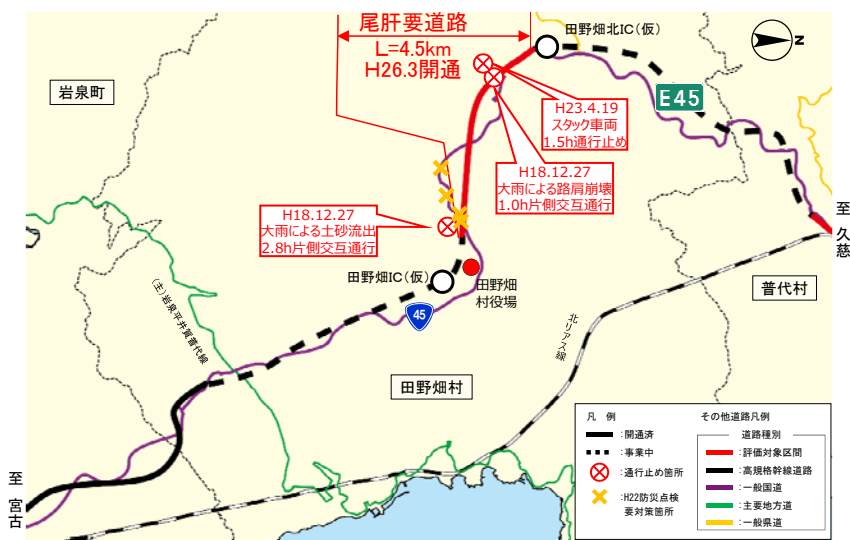 尾肝要道路
L=4.5km
H26.3開通
田野畑北IC(仮)
N
岩泉町
E45
H23.4.19
スタック車両
1.5h通行止め
H18.12.27
大雨による路肩崩壊
1.0h片側交互通行
H18.12.27
大雨による土砂流出
2.8h片側交互通行
至 久慈
田野畑IC(仮)
田野畑
村役場
普代村
45
(主)岩泉平井賀普代線
北リアス線
田野畑村
至 宮古
凡 例
:開通済
:事業中
:通行止め箇所
:H22防災点検
要対策箇所
その他道路凡例
道路種別
:評価対象区間
:高規格幹線道路
:一般国道
:主要地方道
:一般県道